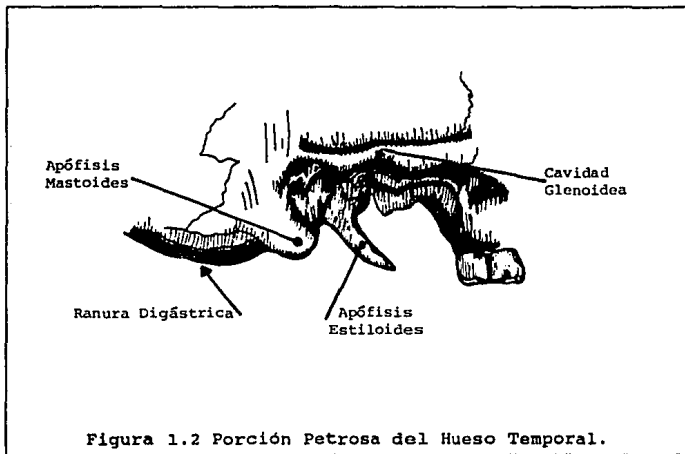 Apófisis
Mastoides
Cavidad
Glenoidea
Ranura Digástrica
Apófisis
Estiloides
Figura 1.2 Porción Petrosa del Hueso Temporal.